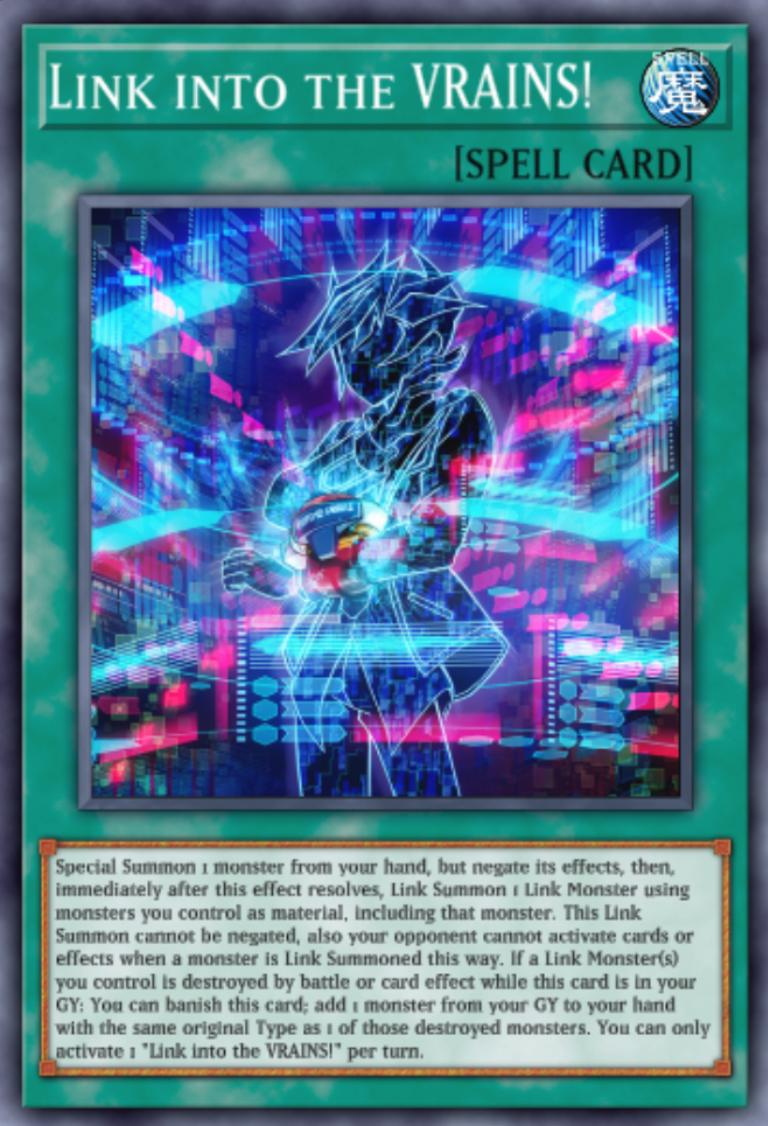 LINK INTO THE VRAINS!
SPELL
魔
[SPELL CARD]
Special Summon 1 monster from your hand, but negate its effects, then,
immediately after this effect resolves, Link Summon 1 Link Monster using
monsters you control as material, including that monster. This Link
Summon cannot be negated, also your opponent cannot activate cards or
effects when a monster is Link Summoned this way. If a Link Monster(s)
you control is destroyed by battle or card effect while this card is in your
GY: You can banish this card; add 1 monster from your GY to your hand
with the same original Type as 1 of those destroyed monsters. You can only
activate 1 "Link into the VRAINS!" per turn.